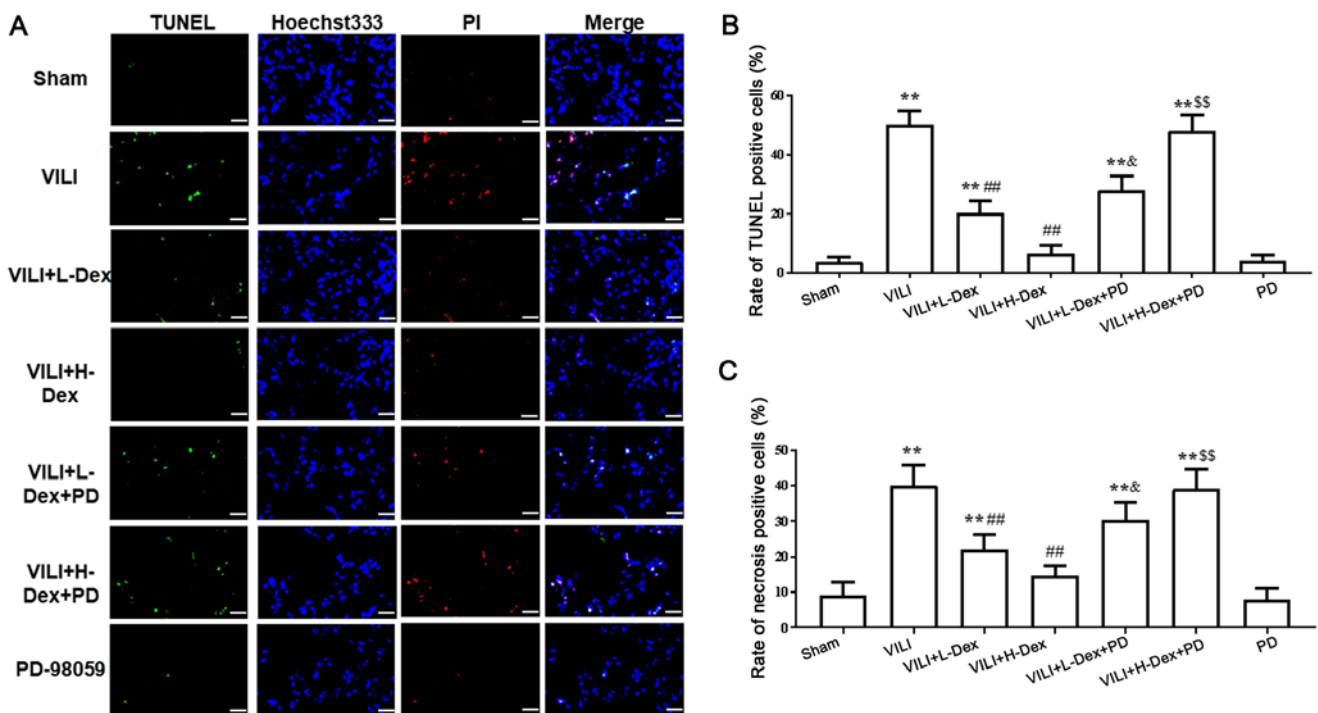 A
TUNEL Hoechst333 PI Merge
Sham
VILI
VILI+L-Dex
VILI+H-
Dex
VILI+L-
Dex+PD
VILI+H-
Dex+PD
PD-98059
B
Rate of TUNEL positive cells (%)
60
40
20
0
** 
** ##
##
**&
**$$
Sham
VILI
VILI+L-Dex
VILI+H-Dex
VILI+L-Dex+PD
VILI+H-Dex+PD
PD
C
Rate of necrosis positive cells (%)
50
40
30
20
10
0
**
**##
##
**&
**$$
Sham
VILI
VILI+L-Dex
VILI+H-Dex
VILI+L-Dex+PD
VILI+H-Dex+PD
PD